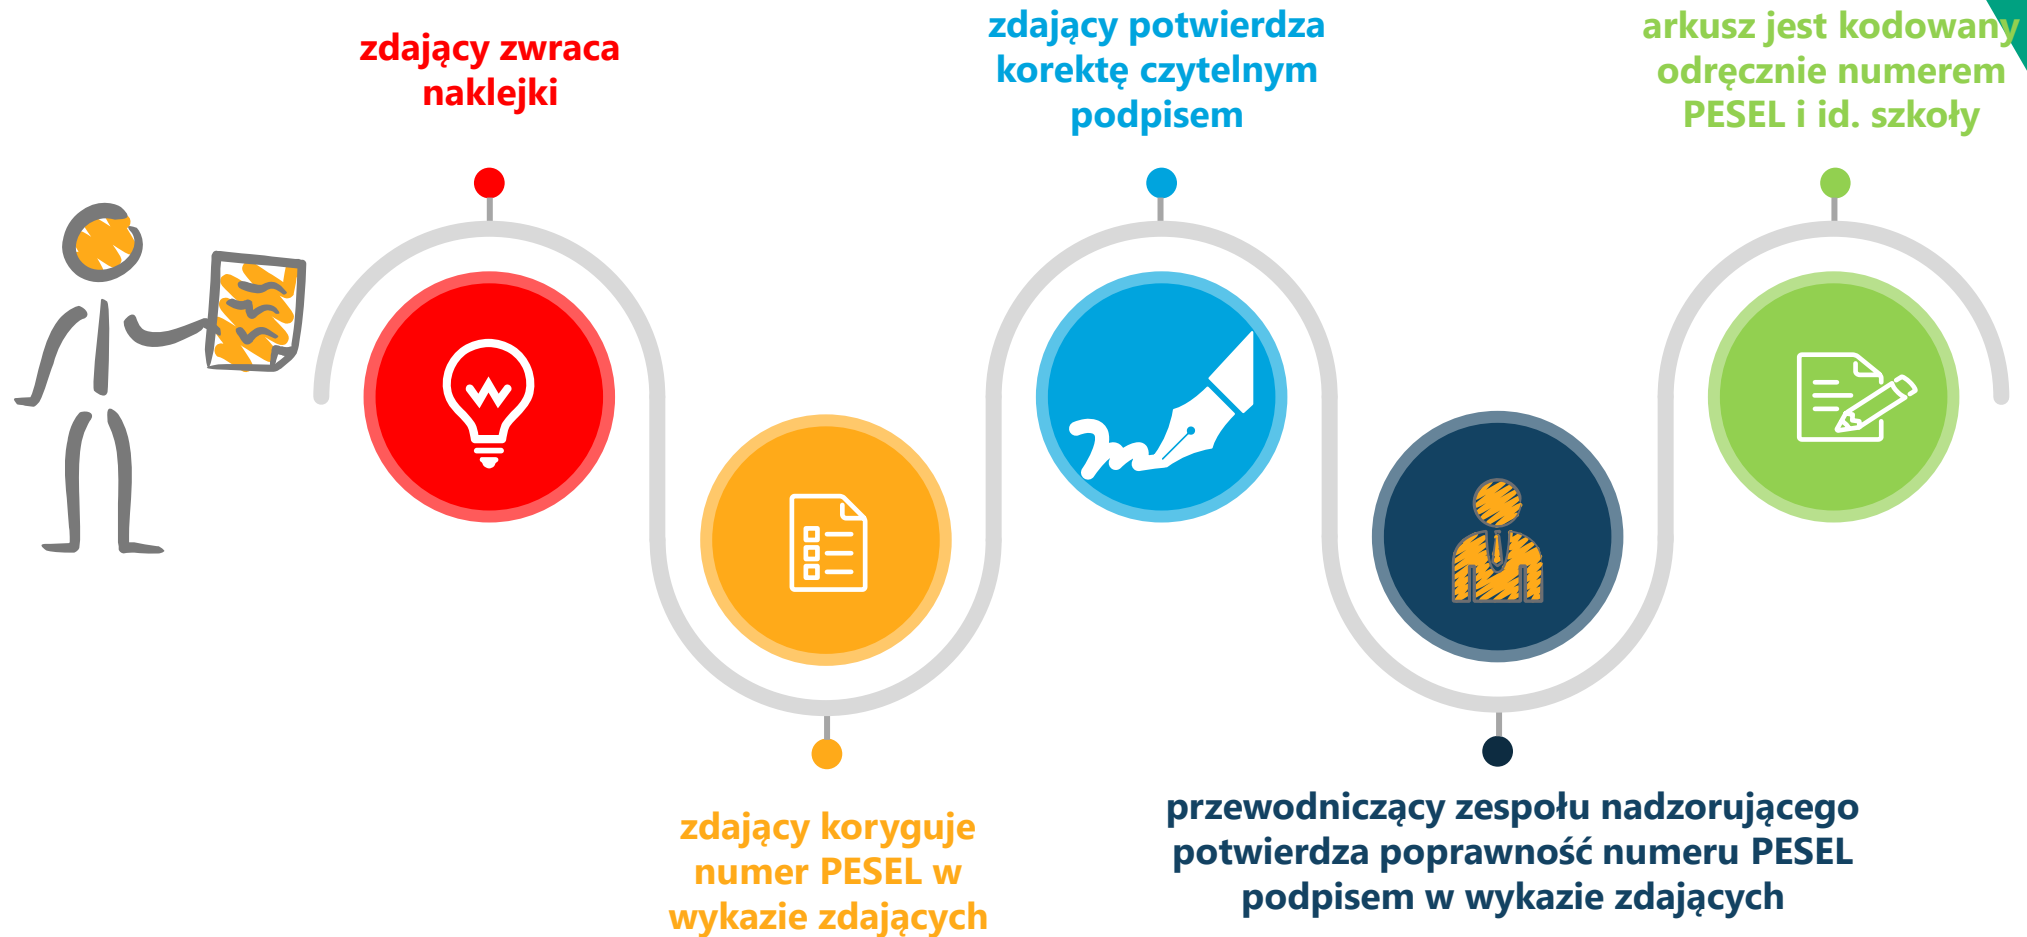 zdający zwraca
naklejki
zdający koryguje
numer PESEL w
wykazie zdających
zdający potwierdza
korektę czytelnym
podpisem
przewodniczący zespołu nadzorującego
potwierdza poprawność numeru PESEL
podpisem w wykazie zdających
arkusz jest kodowany
odręcznie numerem
PESEL i id. szkoły